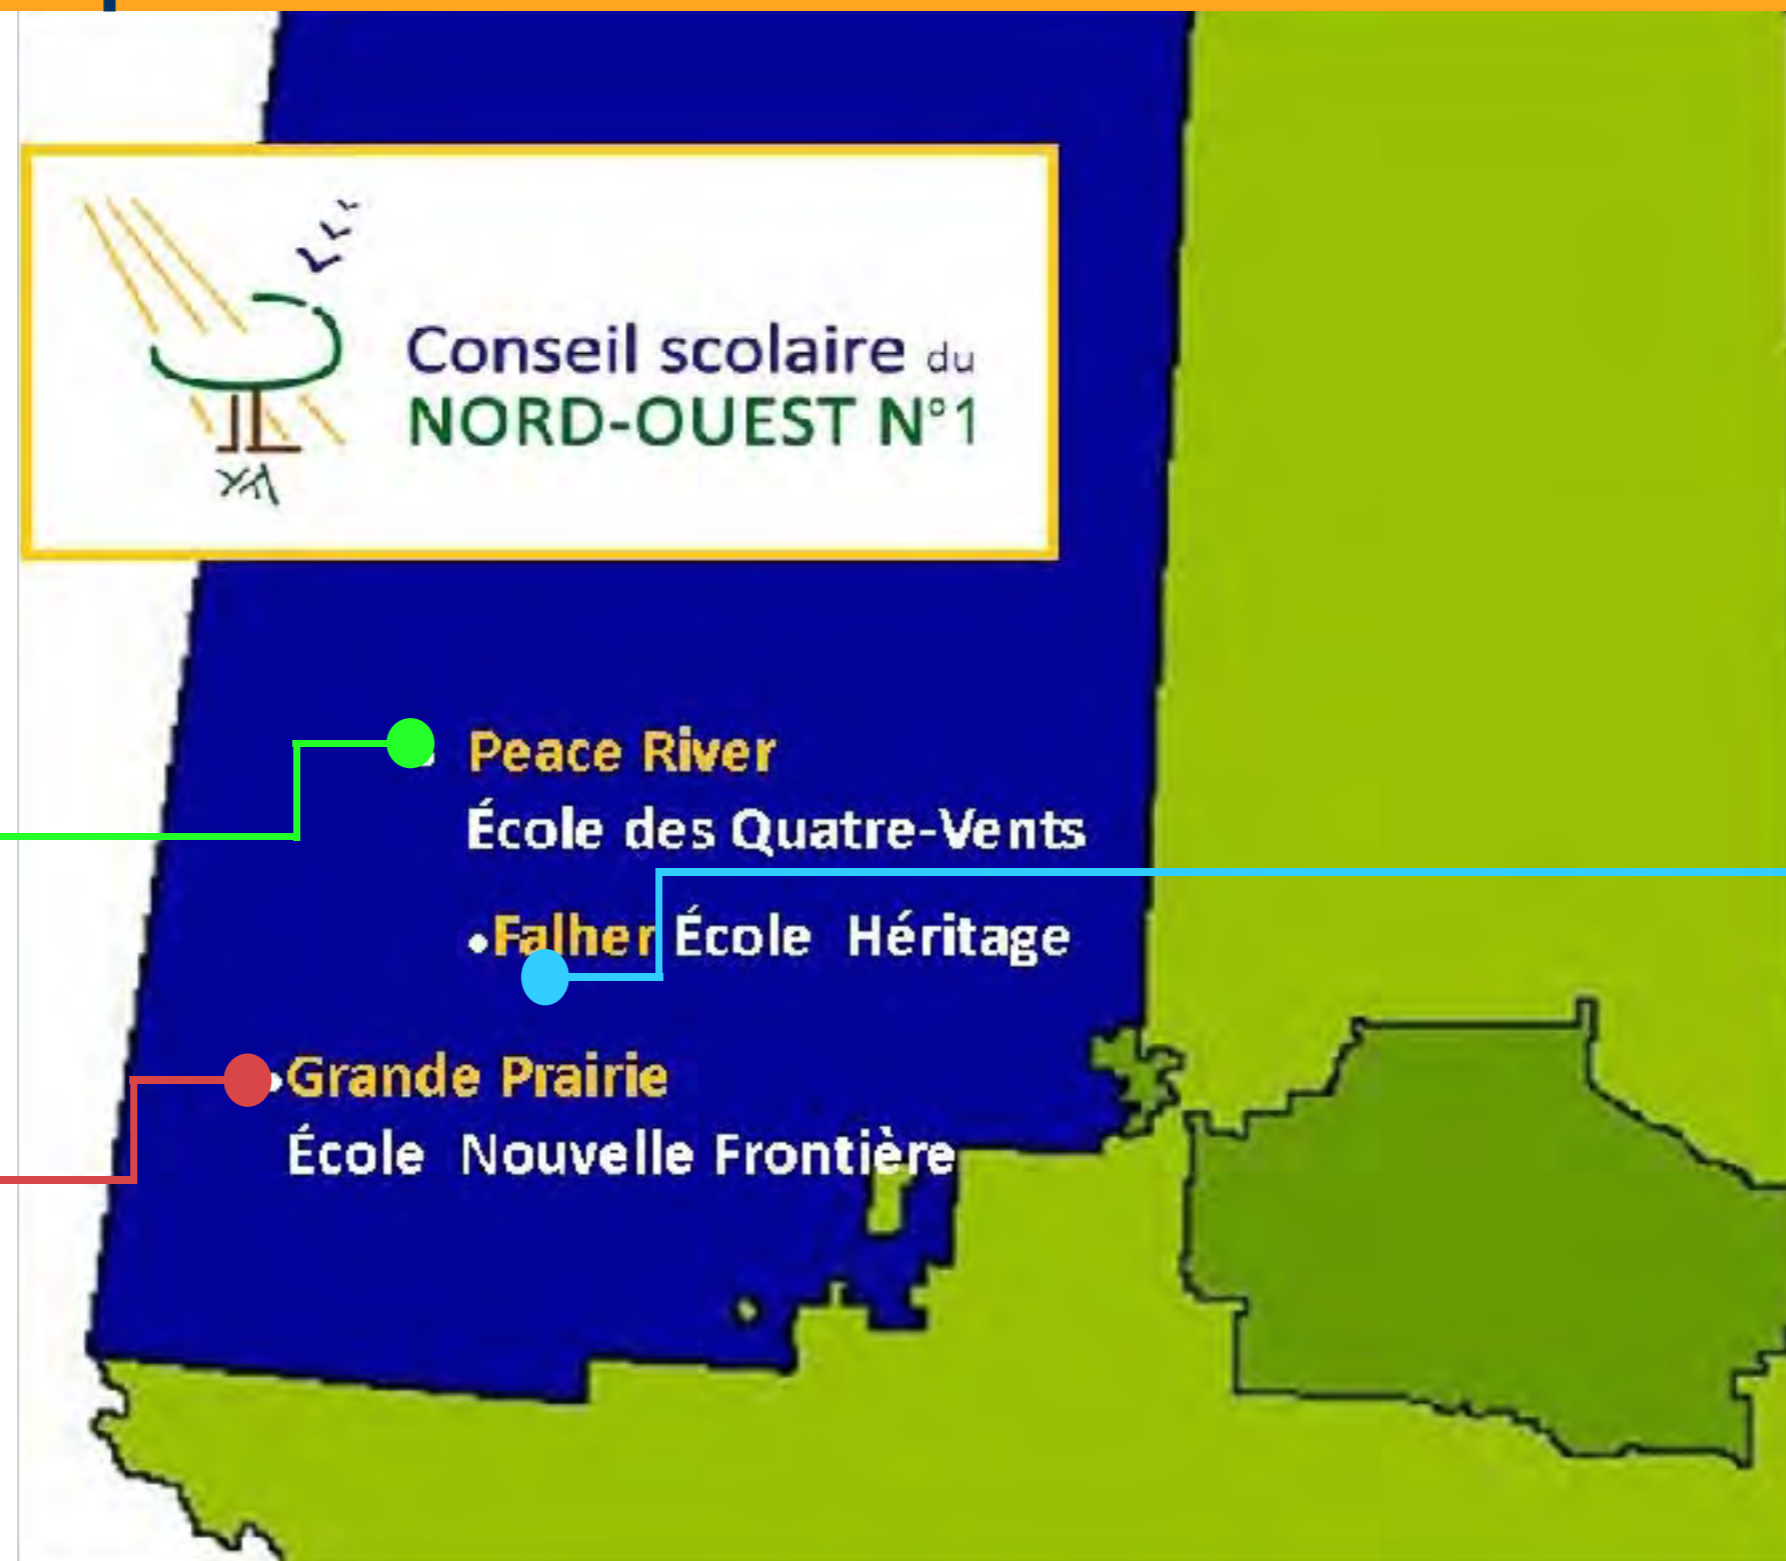 Conseil scolaire du
NORD-OUEST N°1
Peace River
École des Quatre-Vents
•Falher École Héritage
•Grande Prairie
École Nouvelle Frontière